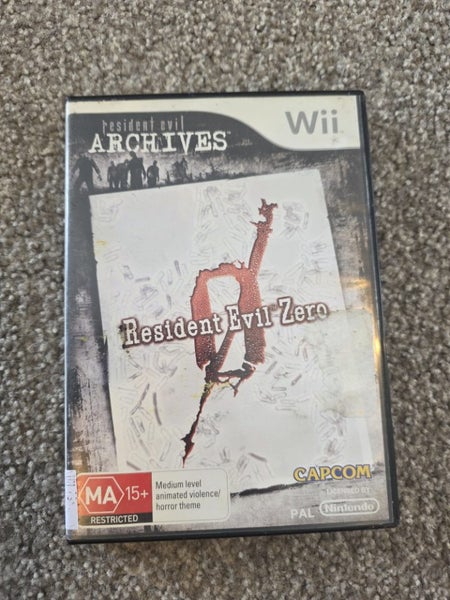 resident evil
ARCHIVES™
Wii
Resident Evil Zero
MA 15+
RESTRICTED
Medium level
animated violence/
horror theme
CAPCOM
LICENSED BY
PAL Nintendo